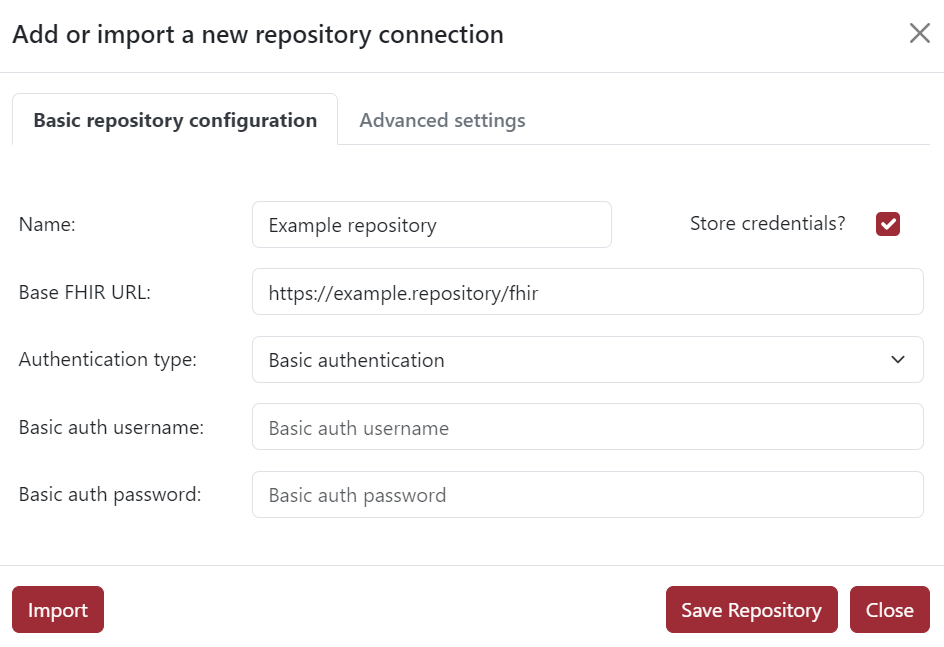 Add or import a new repository connection
Basic repository configuration Advanced settings
Name: Example repository Store credentials?
Base FHIR URL: https://example.repository/fhir
Authentication type: Basic authentication
Basic auth username: Basic auth username
Basic auth password: Basic auth password
Import Save Repository Close